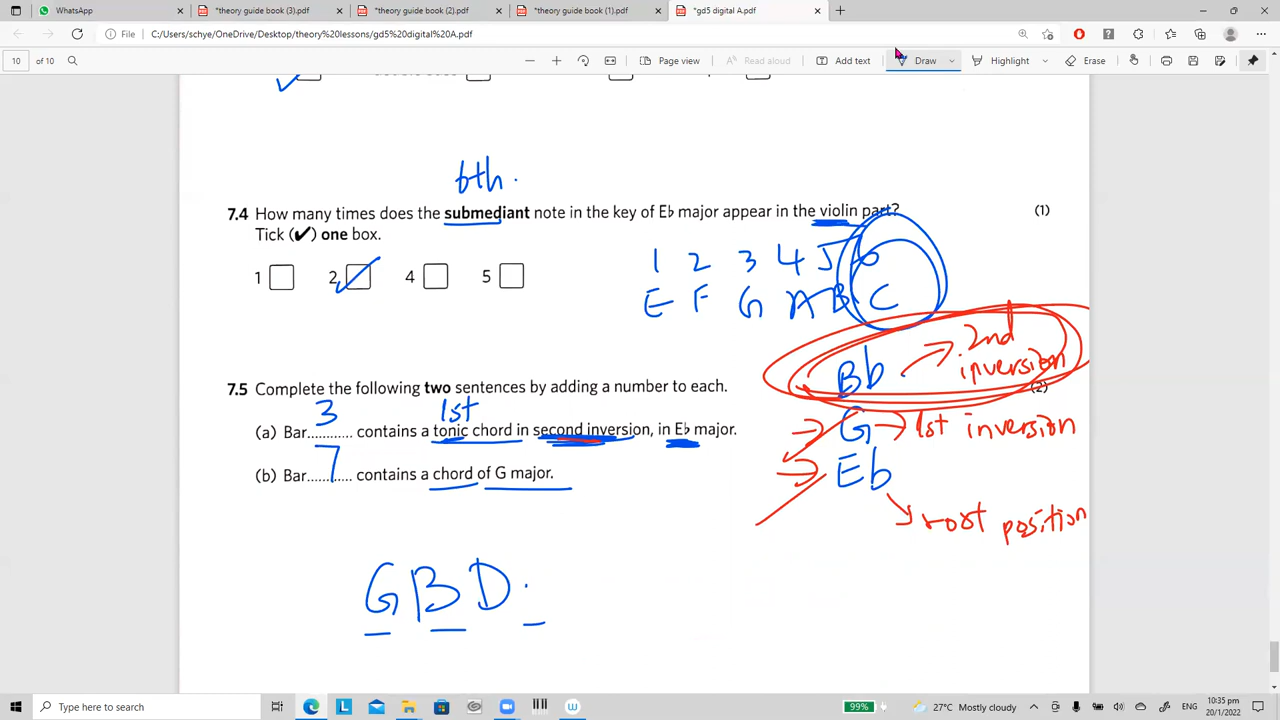 WhatsApp
*theory guide book (3).pdf
*theory guide book (2).pdf
*theory guide book (1).pdf
*gd5 digital A.pdf
File C:/Users/schye/OneDrive/Desktop/theory%20lessons/gd5%20digital%20A.pdf
10 of 10
Page view
Read aloud
Add text
Draw
Highlight
Erase
6th.
7.4 How many times does the submediant note in the key of E♭ major appear in the violin part? (1)
Tick (✔) one box.
1 2 4 5
1 2 3 4 5 6
E F G A B C
7.5 Complete the following two sentences by adding a number to each. (2)
(a) Bar....3.... contains a tonic chord in second inversion, in E♭ major.
1st
(b) Bar....7.... contains a chord of G major.
Bb → 2nd inversion
G → 1st inversion
Eb
root position
G B D .
Type here to search
99%
27°C Mostly cloudy
10:35 pm
20/1/2022